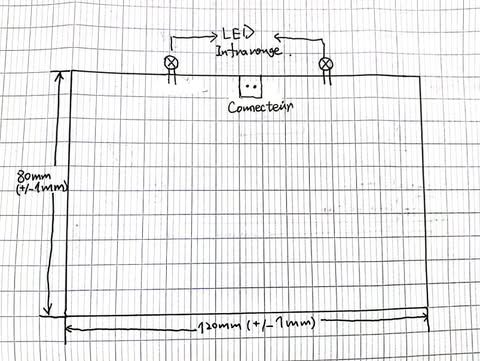 LED
Infrarouge.
Connecteur
80mm
(+/-1mm)
120mm (+/-1mm)